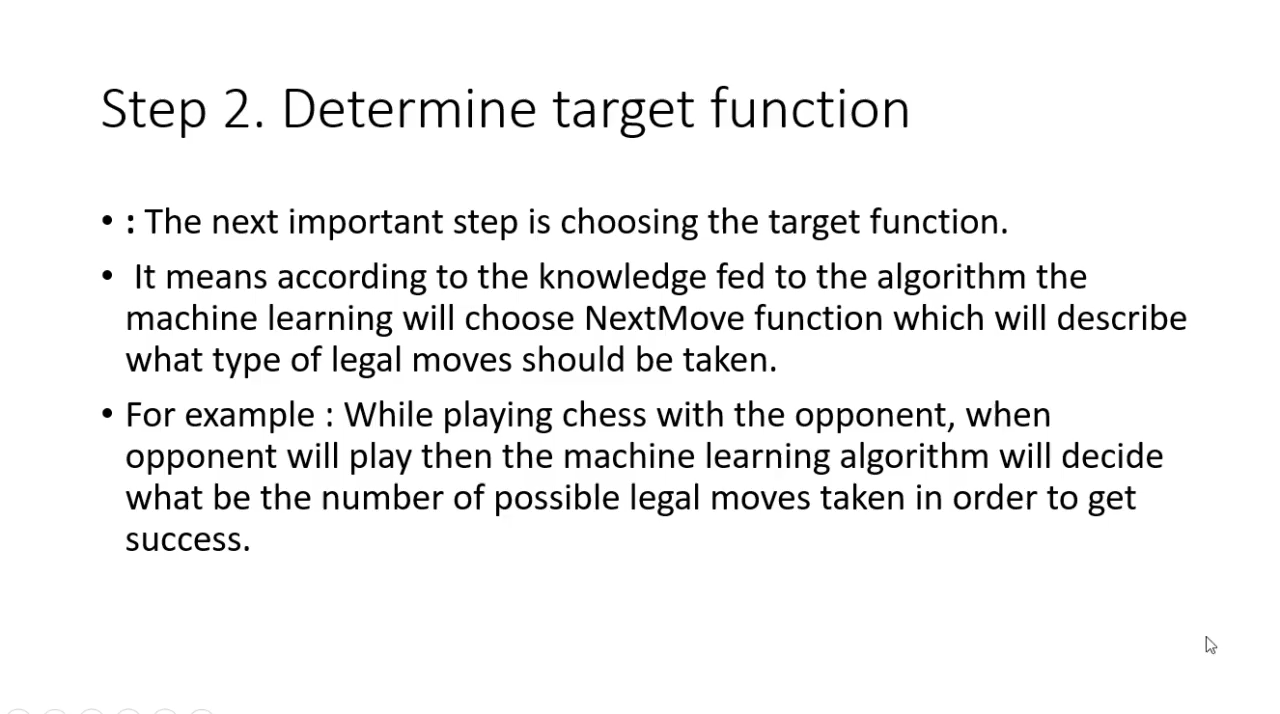 Step 2. Determine target function
• : The next important step is choosing the target function.
• It means according to the knowledge fed to the algorithm the
machine learning will choose NextMove function which will describe
what type of legal moves should be taken.
• For example : While playing chess with the opponent, when
opponent will play then the machine learning algorithm will decide
what be the number of possible legal moves taken in order to get
success.